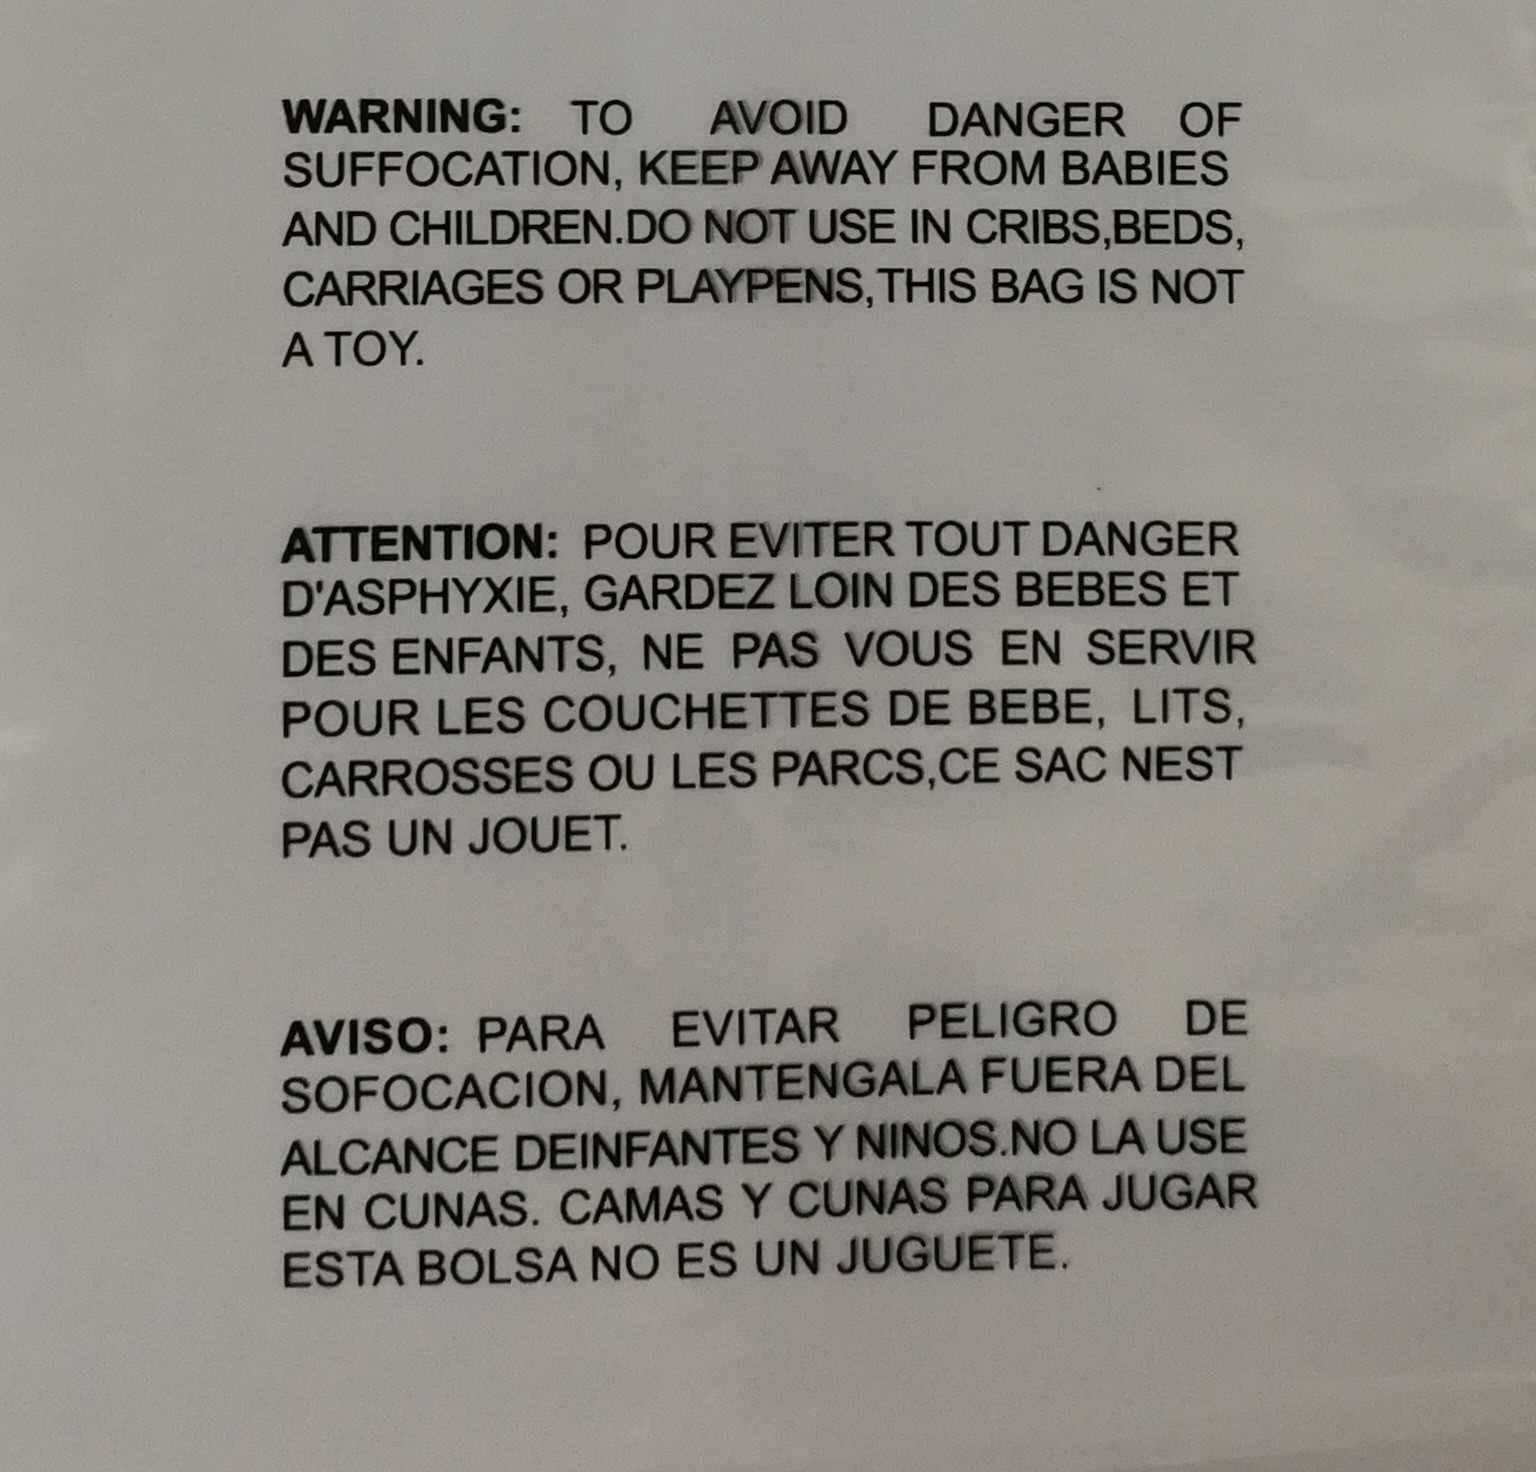 WARNING: TO AVOID DANGER OF
SUFFOCATION, KEEP AWAY FROM BABIES
AND CHILDREN.DO NOT USE IN CRIBS,BEDS,
CARRIAGES OR PLAYPENS,THIS BAG IS NOT
A TOY.
ATTENTION: POUR EVITER TOUT DANGER
D'ASPHYXIE, GARDEZ LOIN DES BEBES ET
DES ENFANTS, NE PAS VOUS EN SERVIR
POUR LES COUCHETTES DE BEBE, LITS,
CARROSSES OU LES PARCS,CE SAC NEST
PAS UN JOUET.
AVISO: PARA EVITAR PELIGRO DE
SOFOCACION, MANTENGALA FUERA DEL
ALCANCE DEINFANTES Y NINOS.NO LA USE
EN CUNAS. CAMAS Y CUNAS PARA JUGAR
ESTA BOLSA NO ES UN JUGUETE.